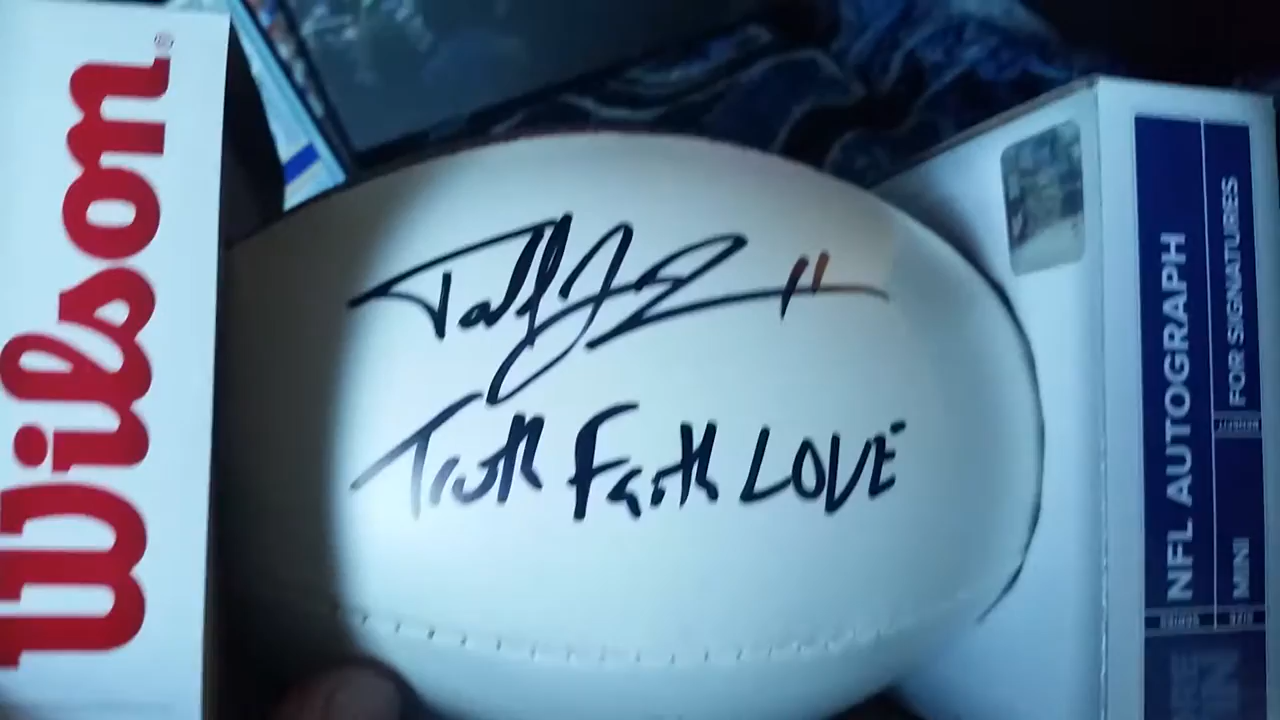 Wilson®
11
Truth Faith LOVE
NFL AUTOGRAPH
FOR SIGNATURES
MINI